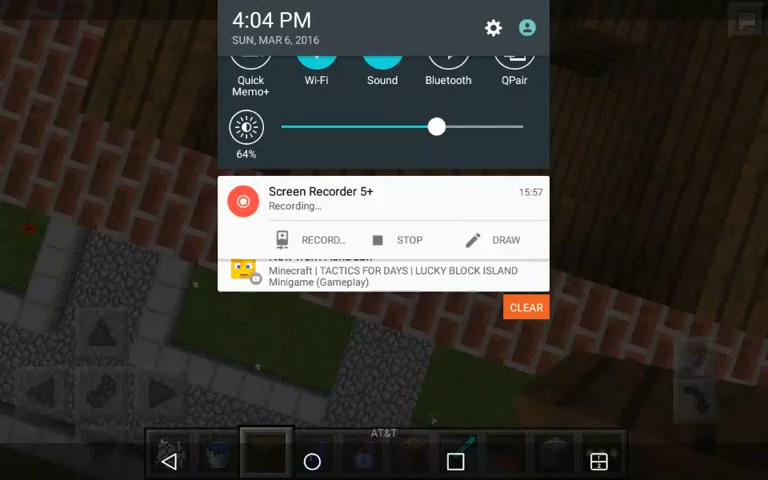 4:04 PM
SUN, MAR 6, 2016
Quick
Memo+
Wi-Fi
Sound
Bluetooth
QPair
64%
Screen Recorder 5+
15:57
Recording...
RECORD...
STOP
DRAW
Minecraft | TACTICS FOR DAYS | LUCKY BLOCK ISLAND
Minigame (Gameplay)
CLEAR
AT&T